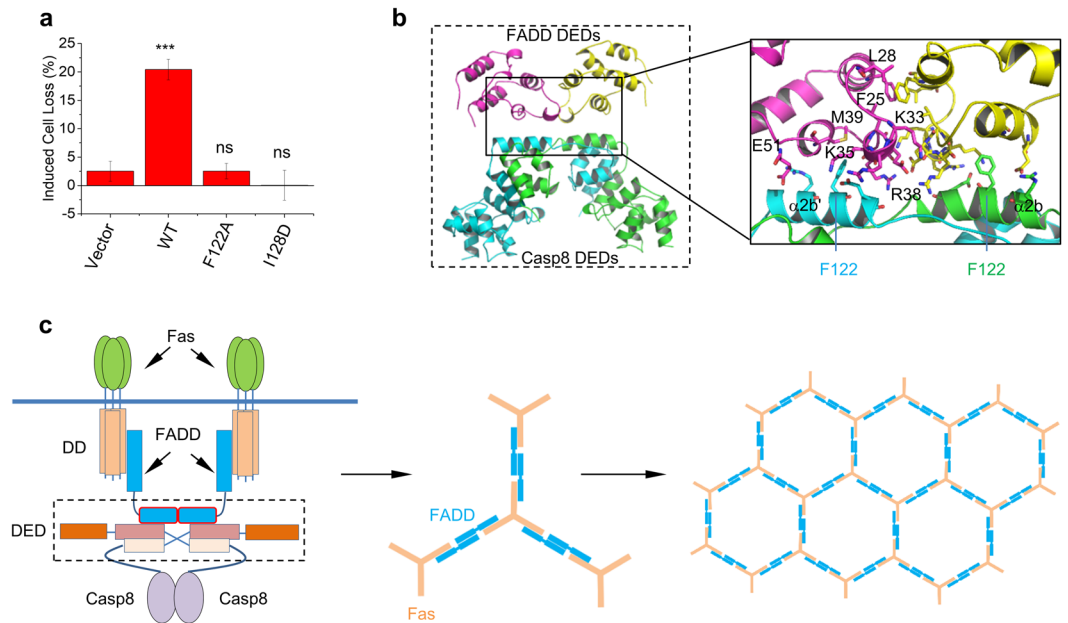 a
Induced Cell Loss (%)
25
20
15
10
5
0
-5
***
ns
ns
Vector
WT
F122A
I128D
b
FADD DEDs
Casp8 DEDs
L28
F25
M39
K33
E51
K35
R38
α2b'
α2b
F122
F122
c
Fas
DD
FADD
DED
Casp8
Casp8
FADD
Fas